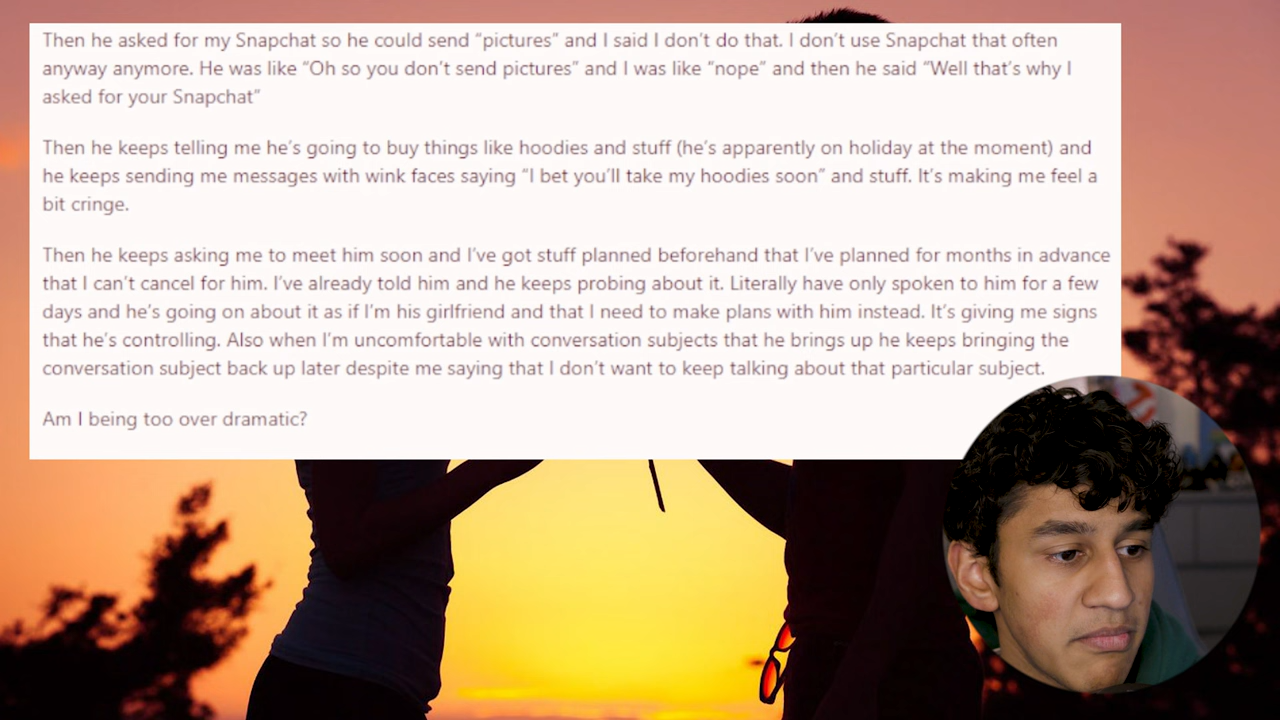 Then he asked for my Snapchat so he could send “pictures” and I said I don’t do that. I don’t use Snapchat that often
anyway anymore. He was like “Oh so you don’t send pictures” and I was like “nope” and then he said “Well that’s why I
asked for your Snapchat”
Then he keeps telling me he’s going to buy things like hoodies and stuff (he’s apparently on holiday at the moment) and
he keeps sending me messages with wink faces saying “I bet you’ll take my hoodies soon” and stuff. It’s making me feel a
bit cringe.
Then he keeps asking me to meet him soon and I’ve got stuff planned beforehand that I’ve planned for months in advance
that I can’t cancel for him. I’ve already told him and he keeps probing about it. Literally have only spoken to him for a few
days and he’s going on about it as if I’m his girlfriend and that I need to make plans with him instead. It’s giving me signs
that he’s controlling. Also when I’m uncomfortable with conversation subjects that he brings up he keeps bringing the
conversation subject back up later despite me saying that I don’t want to keep talking about that particular subject.
Am I being too over dramatic?